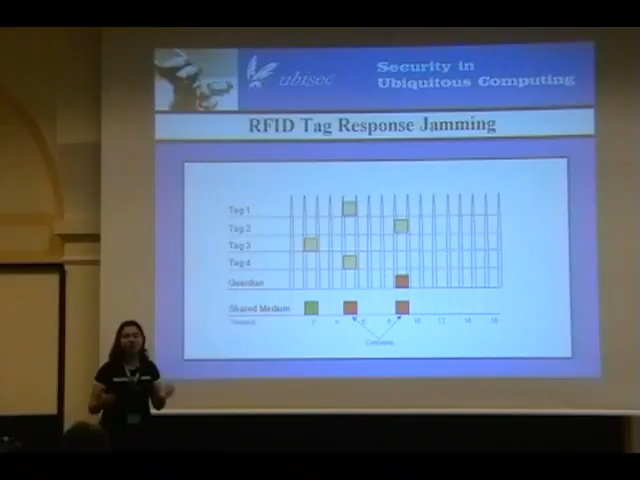 ubisec
Security in
Ubiquitous Computing
RFID Tag Response Jamming
Tag 1
Tag 2
Tag 3
Tag 4
Guardian
Shared Medium
2 4 6 8 10 12 14 16
Collisions